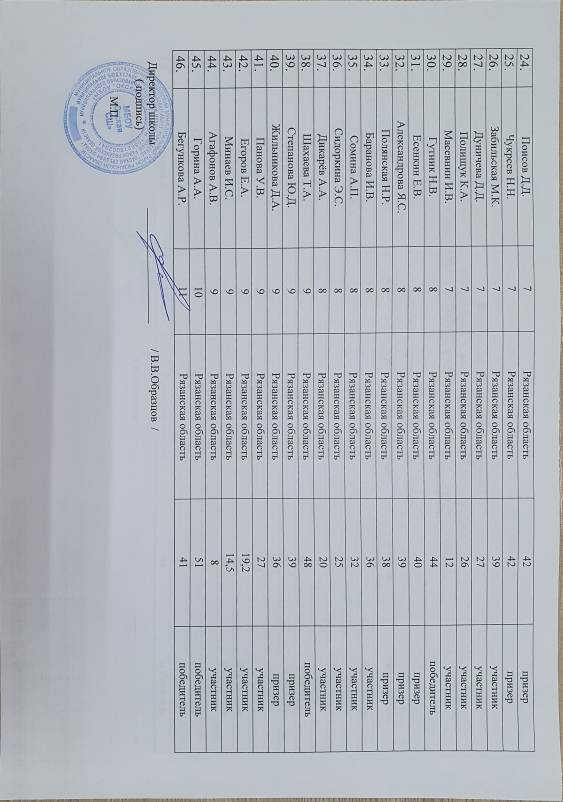 24. Поисов Д.Д. 7 Рязанская область 42 призер
25. Чукреев Н.Н. 7 Рязанская область 42 призер
26. Забильская М.К. 7 Рязанская область 39 участник
27. Дуничева Д.Д. 7 Рязанская область 27 участник
28. Полищук К.А. 7 Рязанская область 26 участник
29. Масевнин И.В. 7 Рязанская область 12 участник
30. Гутник Н.В. 8 Рязанская область 44 победитель
31. Есенкин Е.В. 8 Рязанская область 40 призер
32. Александрова Я.С. 8 Рязанская область 39 призер
33. Полянская Н.Р. 8 Рязанская область 38 призер
34. Баранова И.В. 8 Рязанская область 36 участник
35. Сомина А.П. 8 Рязанская область 32 участник
36. Сидоркина Э.С. 8 Рязанская область 25 участник
37. Дикарёв А.А. 8 Рязанская область 20 участник
38. Шахаева Т.А. 9 Рязанская область 48 победитель
39. Степанова Ю.Д. 9 Рязанская область 39 призер
40. Жильникова Д.А. 9 Рязанская область 36 призер
41. Панова У.В. 9 Рязанская область 27 участник
42. Егоров Е.А. 9 Рязанская область 19,2 участник
43. Минаев И.С. 9 Рязанская область 14,5 участник
44. Агафонов А.В. 9 Рязанская область 8 участник
45. Горина А.А. 10 Рязанская область 51 победитель
46. Бегункова А.Р. 11 Рязанская область 41 победитель
Директор школы / В.В.Образцов /
(подпись)
М.П.
МБОУ